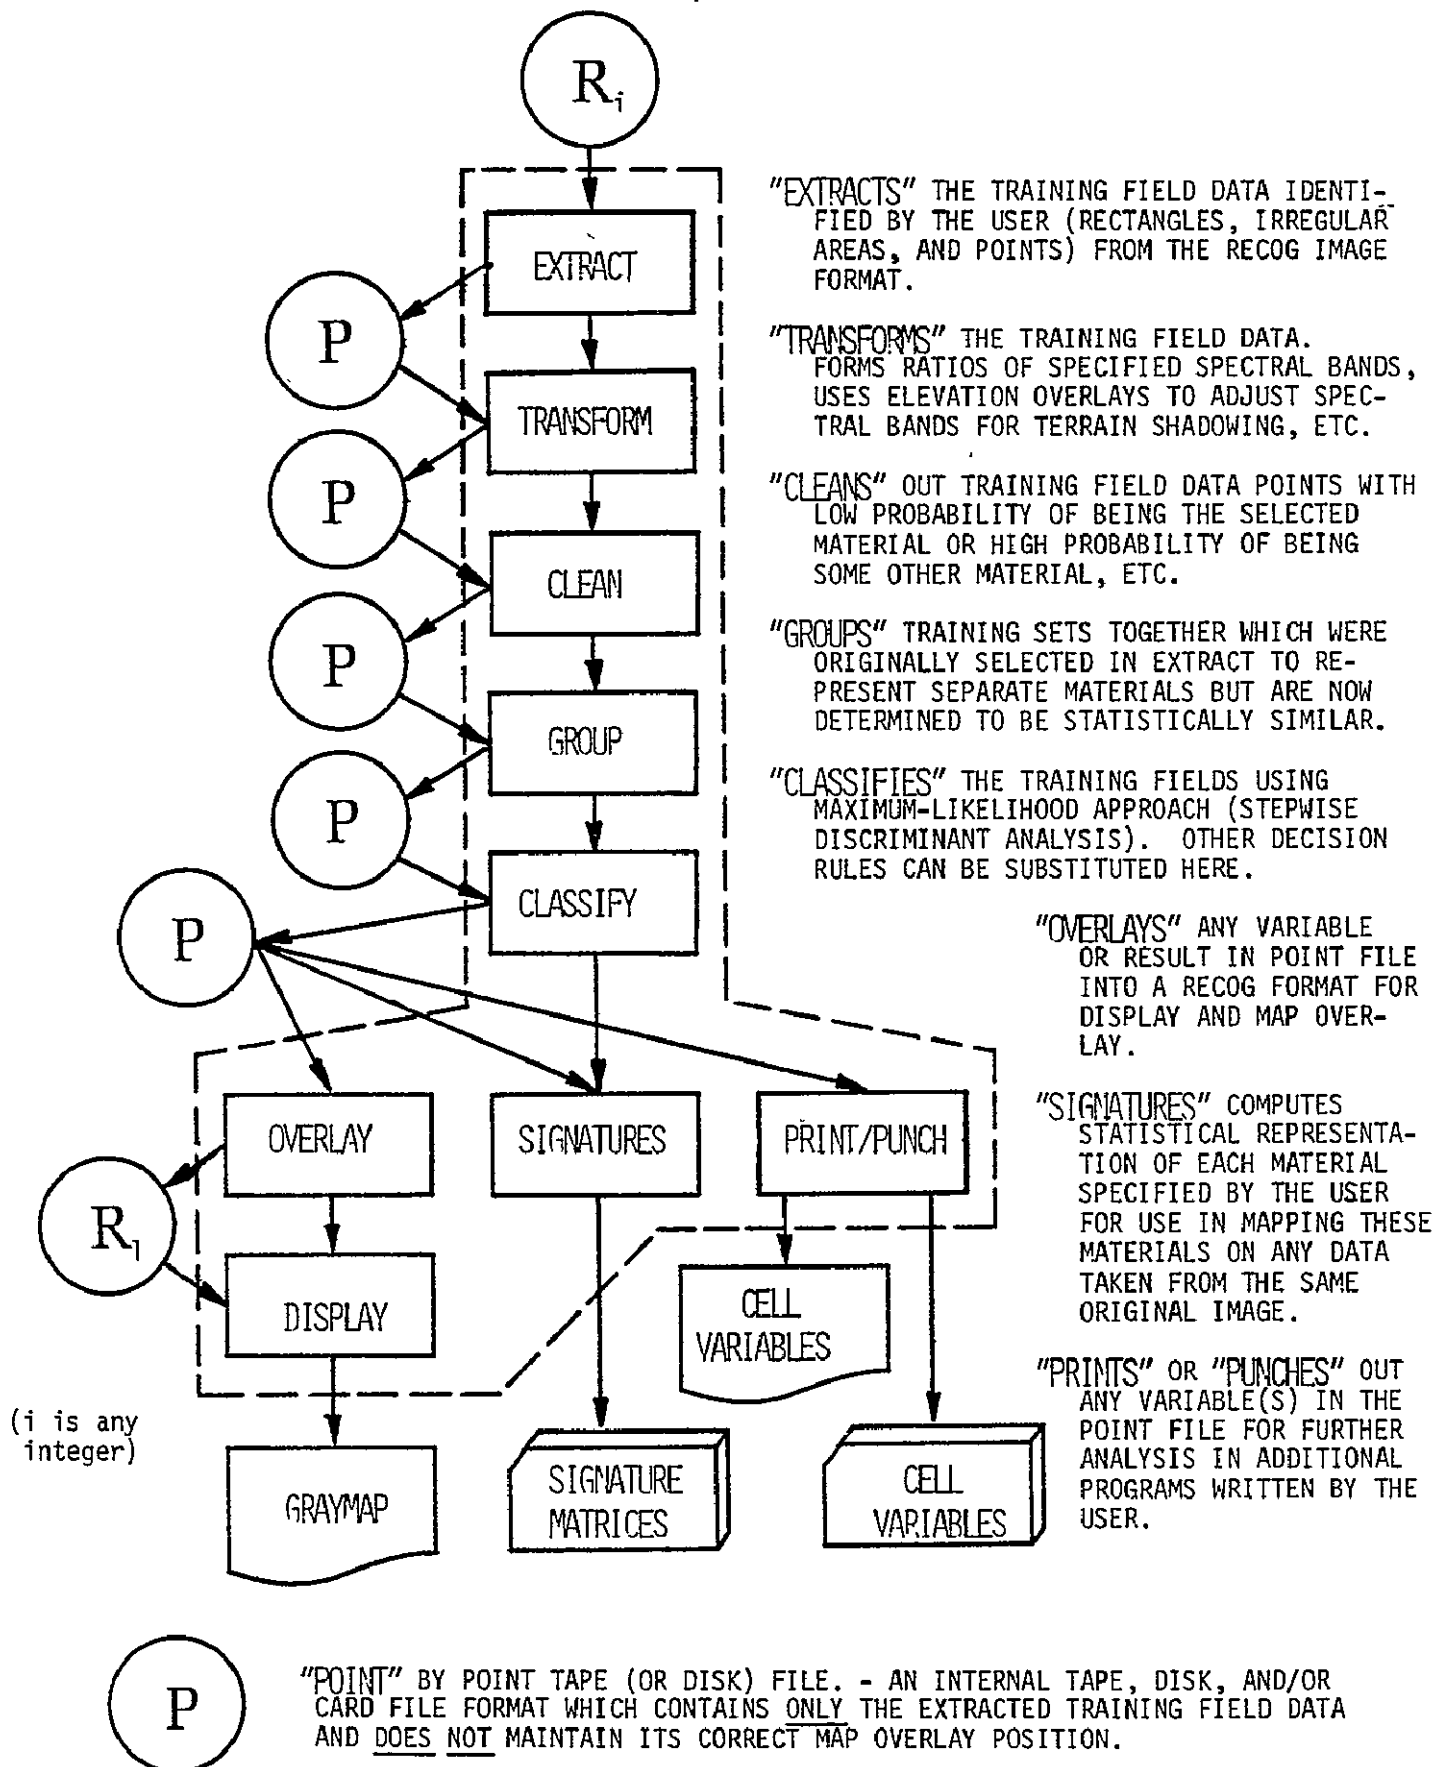 Ri
EXTRACT
"EXTRACTS" THE TRAINING FIELD DATA IDENTI-
FIED BY THE USER (RECTANGLES, IRREGULAR
AREAS, AND POINTS) FROM THE RECOG IMAGE
FORMAT.
P
TRANSFORM
"TRANSFORMS" THE TRAINING FIELD DATA.
FORMS RATIOS OF SPECIFIED SPECTRAL BANDS,
USES ELEVATION OVERLAYS TO ADJUST SPEC-
TRAL BANDS FOR TERRAIN SHADOWING, ETC.
P
CLEAN
"CLEANS" OUT TRAINING FIELD DATA POINTS WITH
LOW PROBABILITY OF BEING THE SELECTED
MATERIAL OR HIGH PROBABILITY OF BEING
SOME OTHER MATERIAL, ETC.
P
GROUP
"GROUPS" TRAINING SETS TOGETHER WHICH WERE
ORIGINALLY SELECTED IN EXTRACT TO RE-
PRESENT SEPARATE MATERIALS BUT ARE NOW
DETERMINED TO BE STATISTICALLY SIMILAR.
P
CLASSIFY
"CLASSIFIES" THE TRAINING FIELDS USING
MAXIMUM-LIKELIHOOD APPROACH (STEPWISE
DISCRIMINANT ANALYSIS). OTHER DECISION
RULES CAN BE SUBSTITUTED HERE.
P
"OVERLAYS" ANY VARIABLE
OR RESULT IN POINT FILE
INTO A RECOG FORMAT FOR
DISPLAY AND MAP OVER-
LAY.
OVERLAY
SIGNATURES
PRINT/PUNCH
"SIGNATURES" COMPUTES
STATISTICAL REPRESENTA-
TION OF EACH MATERIAL
SPECIFIED BY THE USER
FOR USE IN MAPPING THESE
MATERIALS ON ANY DATA
TAKEN FROM THE SAME
ORIGINAL IMAGE.
R1
DISPLAY
CELL
VARIABLES
"PRINTS" OR "PUNCHES" OUT
ANY VARIABLE(S) IN THE
POINT FILE FOR FURTHER
ANALYSIS IN ADDITIONAL
PROGRAMS WRITTEN BY THE
USER.
(i is any
integer)
GRAYMAP
SIGNATURE
MATRICES
CELL
VARIABLES
P
"POINT" BY POINT TAPE (OR DISK) FILE. - AN INTERNAL TAPE, DISK, AND/OR
CARD FILE FORMAT WHICH CONTAINS ONLY THE EXTRACTED TRAINING FIELD DATA
AND DOES NOT MAINTAIN ITS CORRECT MAP OVERLAY POSITION.